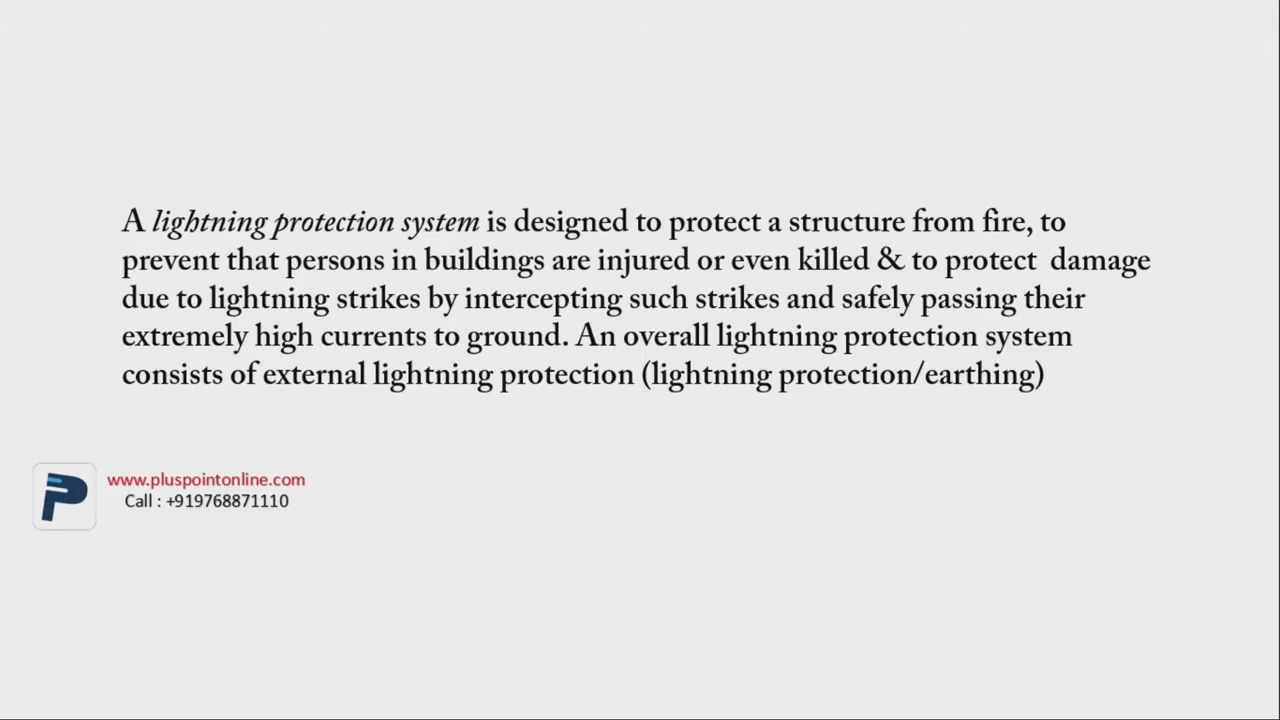 A lightning protection system is designed to protect a structure from fire, to
prevent that persons in buildings are injured or even killed & to protect  damage
due to lightning strikes by intercepting such strikes and safely passing their
extremely high currents to ground. An overall lightning protection system
consists of external lightning protection (lightning protection/earthing)
www.pluspointonline.com
Call : +919768871110